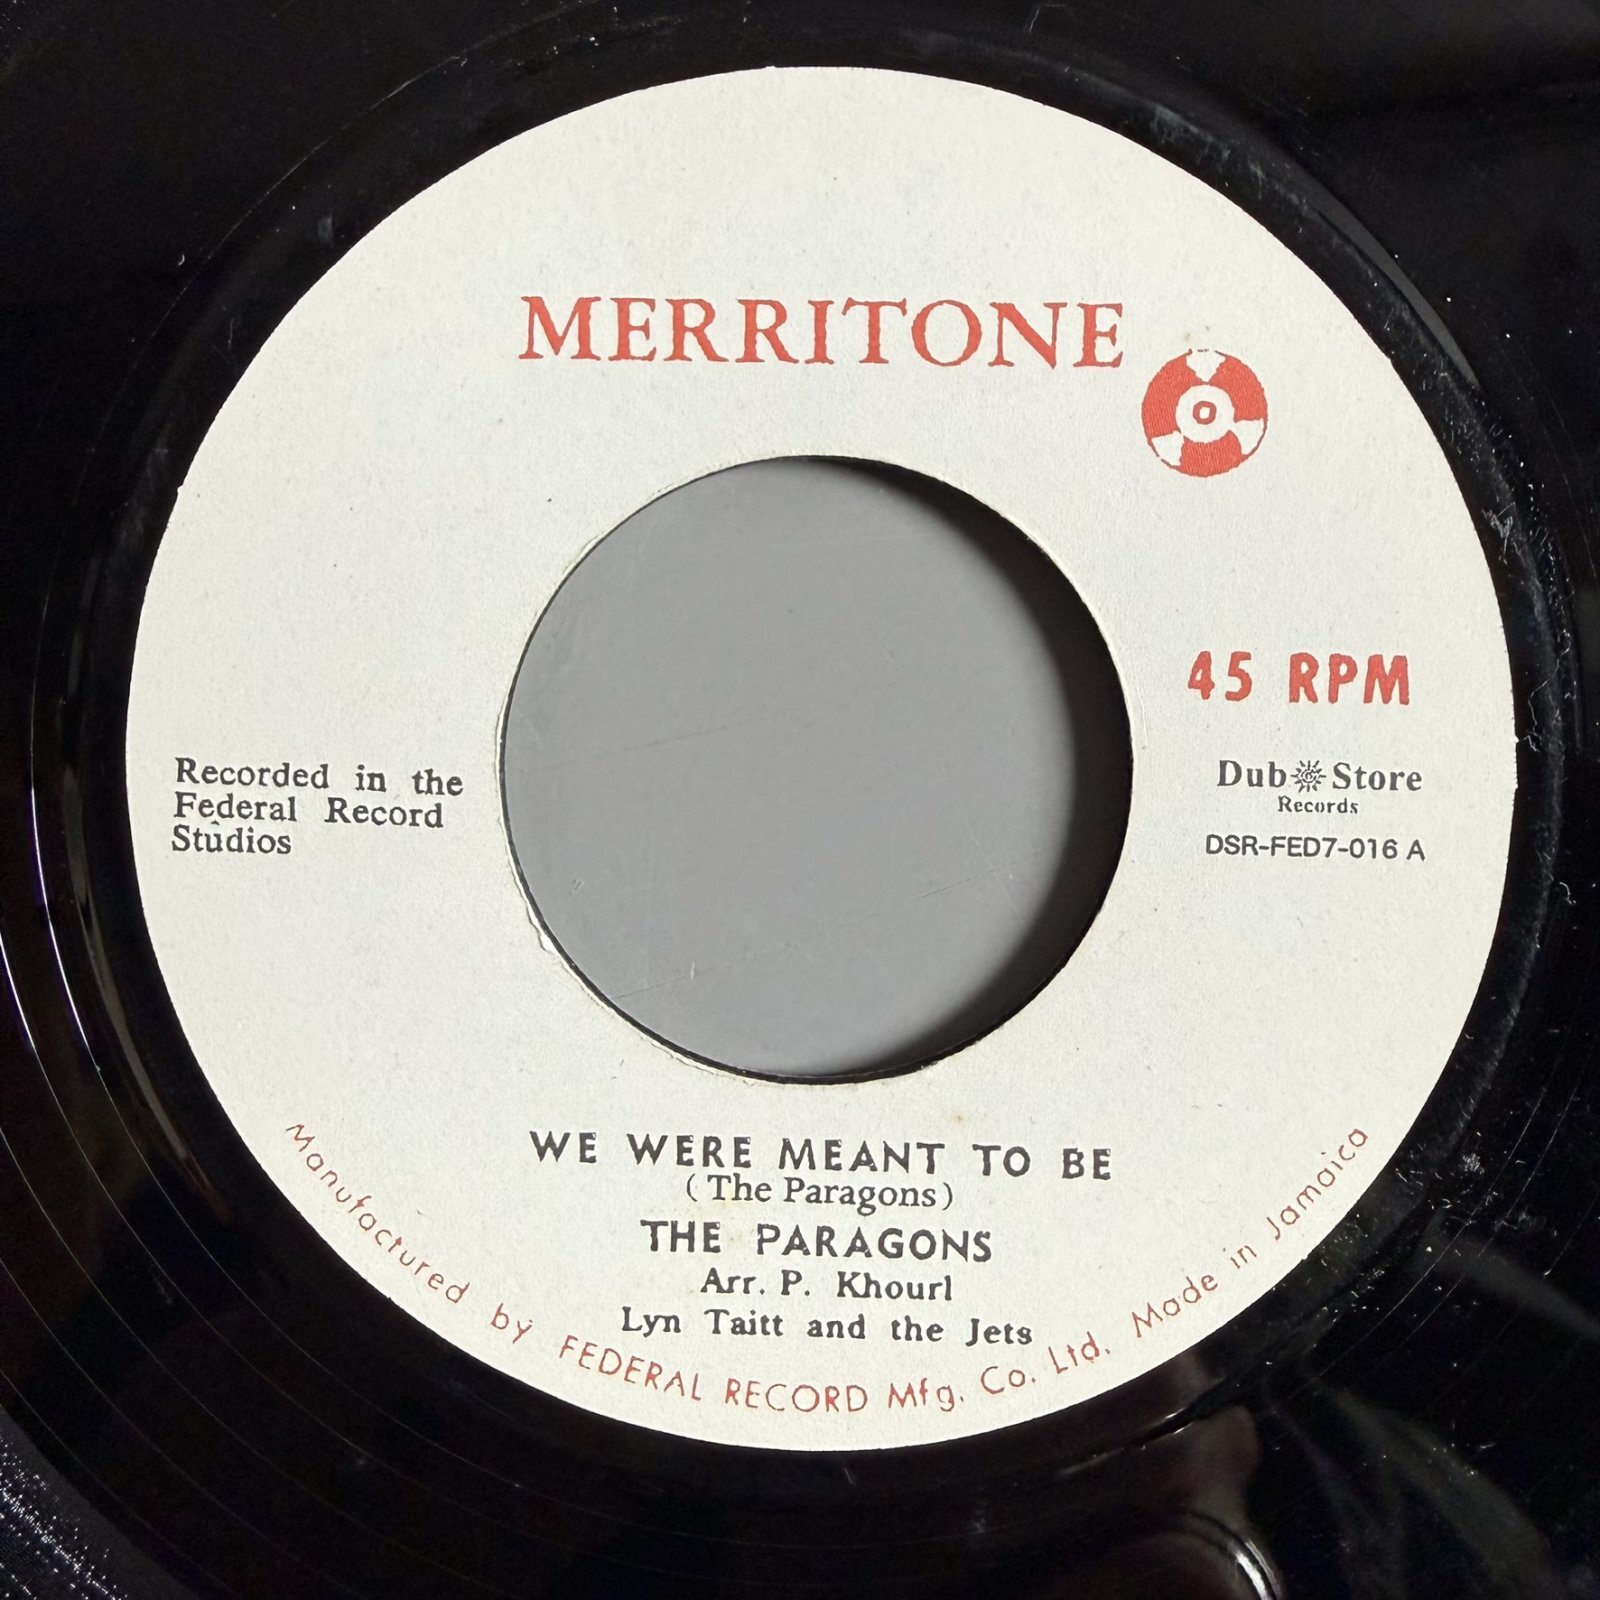 MERRITONE
45 RPM
Recorded in the
Federal Record
Studios
Dub Store
Records
DSR-FED7-016 A
WE WERE MEANT TO BE
(The Paragons)
THE PARAGONS
Arr. P. Khourl
Lyn Taitt and the Jets
Manufactured by FEDERAL RECORD Mfg. Co. Ltd. Made in Jamaica